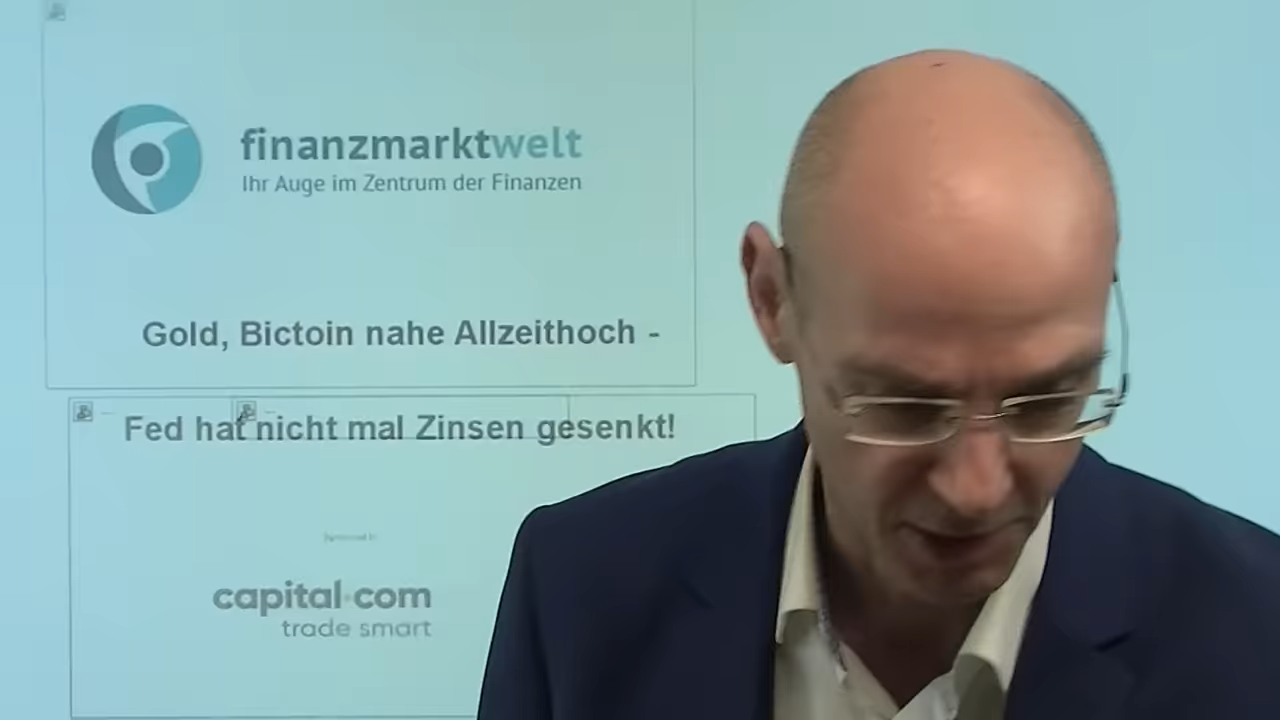 finanzmarktwelt
Ihr Auge im Zentrum der Finanzen
Gold, Bictoin nahe Allzeithoch -
Fed hat nicht mal Zinsen gesenkt!
capital.com
trade smart